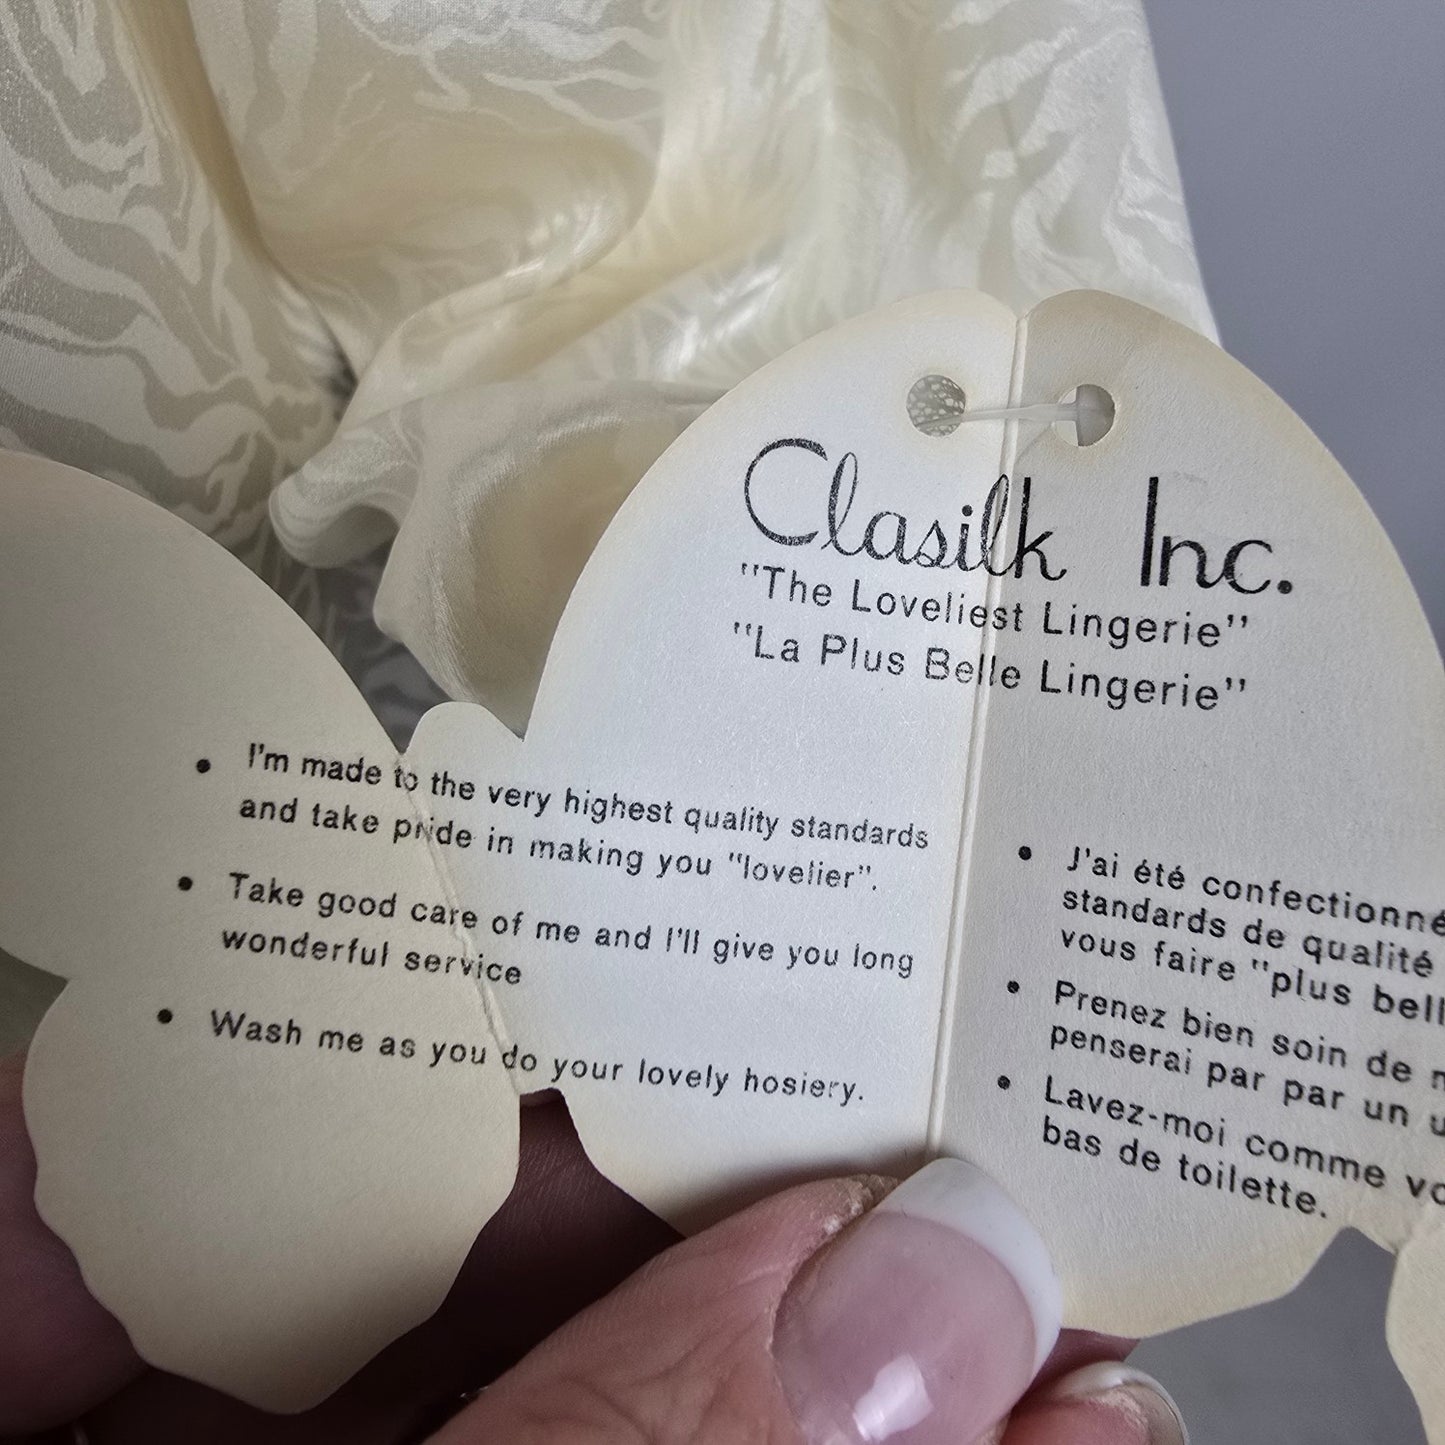 Clasilk Inc.
"The Loveliest Lingerie"
"La Plus Belle Lingerie"
• I'm made to the very highest quality standards
and take pride in making you "lovelier".
• Take good care of me and I'll give you long
wonderful service
• Wash me as you do your lovely hosiery.
• J'ai été confectionné
standards de qualité
vous faire "plus bell
• Prenez bien soin de
penserai par par un
• Lavez-moi comme vo
bas de toilette.